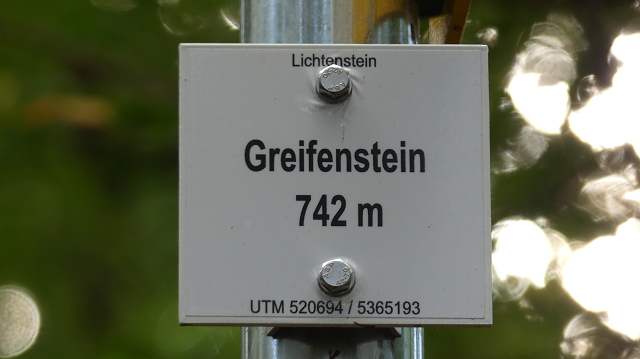 Lichtenstein
Greifenstein
742 m
UTM 520694 / 5365193